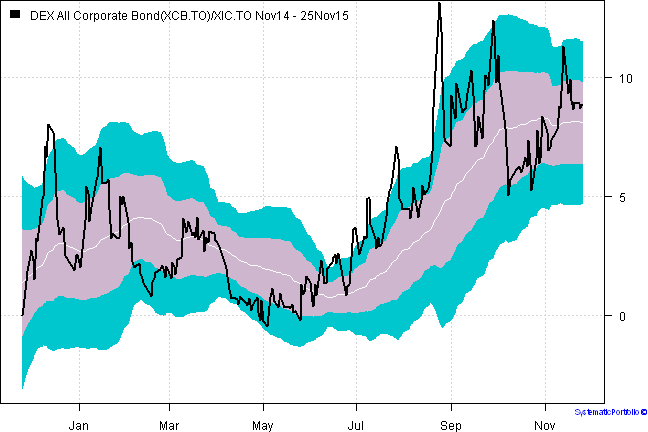 DEX All Corporate Bond(XCB.TO)/XIC.TO Nov14 - 25Nov15
10
5
0
Jan Mar May Jul Sep Nov
SystematicPortfolio ©